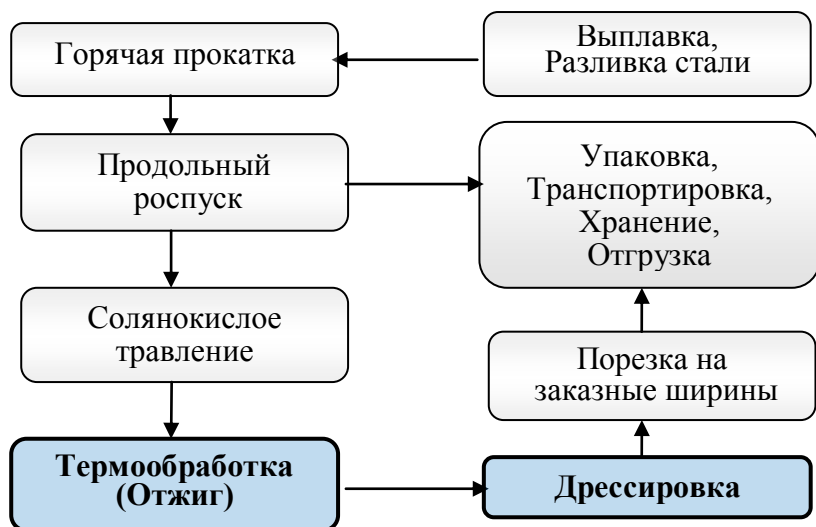 Горячая прокатка
Выплавка,
Разливка стали
Продольный
роспуск
Упаковка,
Транспортировка,
Хранение,
Отгрузка
Солянокислое
травление
Порезка на
заказные ширины
Термообработка
(Отжиг)
Дрессировка